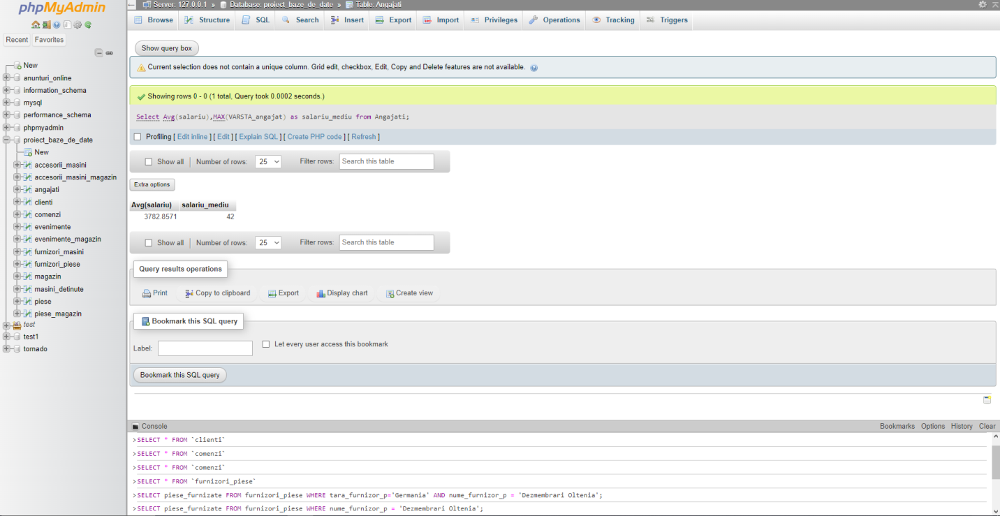 phpMyAdmin
Recent Favorites
New
anunturi_online
information_schema
mysql
performance_schema
phpmyadmin
proiect_baze_de_date
New
accesorii_masini
accesorii_masini_magazin
angajati
clienti
comenzi
evenimente
evenimente_magazin
furnizori_masini
furnizori_piese
magazin
masini_detinute
piese
piese_magazin
test
test1
tornado
Server: 127.0.0.1 » Database: proiect_baze_de_date » Table: Angajati
Browse Structure SQL Search Insert Export Import Privileges Operations Tracking Triggers
Show query box
Current selection does not contain a unique column. Grid edit, checkbox, Edit, Copy and Delete features are not available.
Showing rows 0 - 0 (1 total, Query took 0.0002 seconds.)
Select Avg(salariu),MAX(VARSTA_angajat) as salariu_mediu from Angajati;
Profiling [ Edit inline ] [ Edit ] [ Explain SQL ] [ Create PHP code ] [ Refresh ]
Show all Number of rows: 25 Filter rows: Search this table
Extra options
Avg(salariu) salariu_mediu
3782.8571 42
Show all Number of rows: 25 Filter rows: Search this table
Query results operations
Print Copy to clipboard Export Display chart Create view
Bookmark this SQL query
Label: Let every user access this bookmark
Bookmark this SQL query
Console Bookmarks Options History Clear
>SELECT * FROM `clienti`
>SELECT * FROM `comenzi`
>SELECT * FROM `comenzi`
>SELECT * FROM `furnizori_piese`
>SELECT piese_furnizate FROM furnizori_piese WHERE tara_furnizor_p='Germania' AND nume_furnizor_p = 'Dezmembrari Oltenia';
>SELECT piese_furnizate FROM furnizori_piese WHERE nume_furnizor_p = 'Dezmembrari Oltenia';